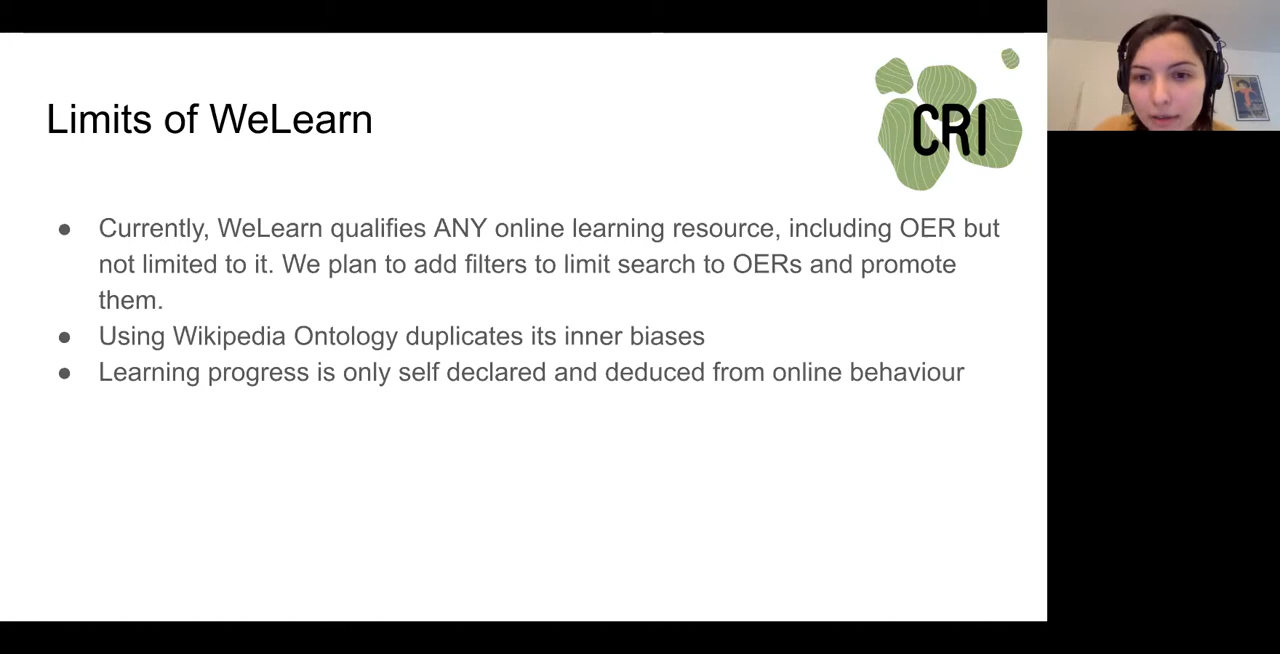 CRI
Limits of WeLearn
● Currently, WeLearn qualifies ANY online learning resource, including OER but
not limited to it. We plan to add filters to limit search to OERs and promote
them.
● Using Wikipedia Ontology duplicates its inner biases
● Learning progress is only self declared and deduced from online behaviour